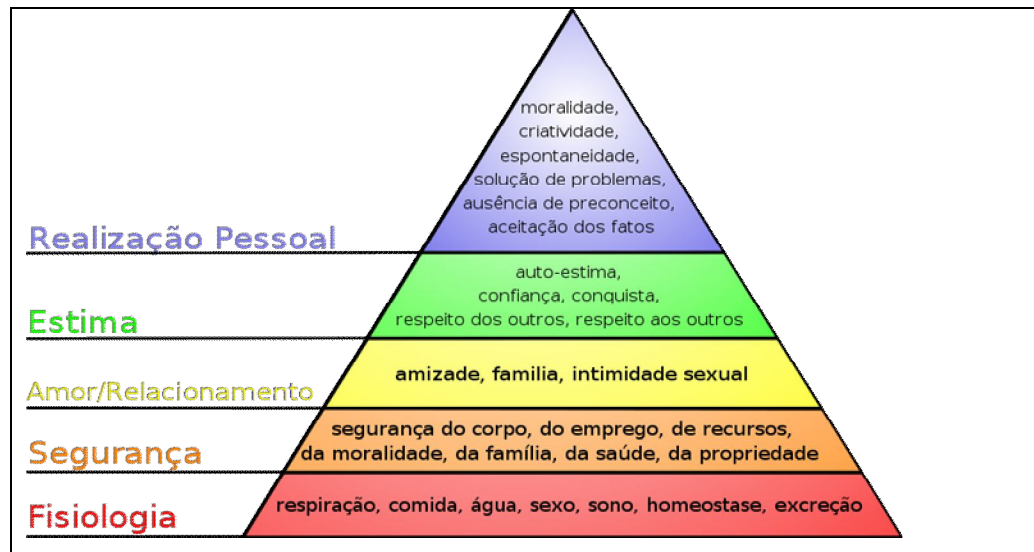 moralidade,
criatividade,
espontaneidade,
solução de problemas,
ausência de preconceito,
aceitação dos fatos
Realização Pessoal
auto-estima,
confiança, conquista,
respeito dos outros, respeito aos outros
Estima
amizade, familia, intimidade sexual
Amor/Relacionamento
segurança do corpo, do emprego, de recursos,
da moralidade, da família, da saúde, da propriedade
Segurança
respiração, comida, água, sexo, sono, homeostase, excreção
Fisiologia